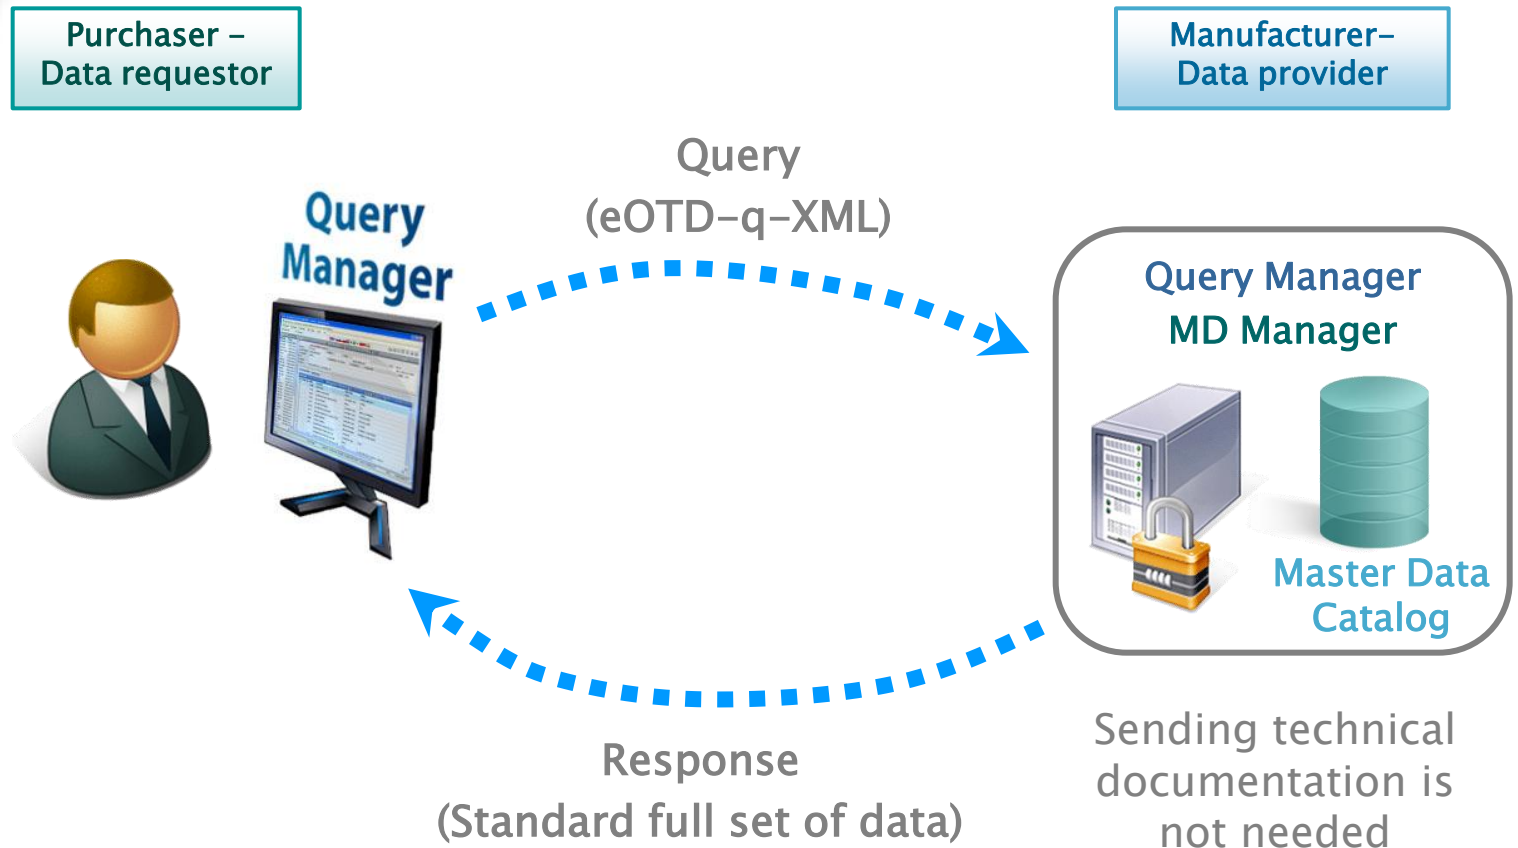 Purchaser –
Data requestor
Manufacturer–
Data provider
Query
(eOTD–q–XML)
Query
Manager
Query Manager
MD Manager
Master Data
Catalog
Response
(Standard full set of data)
Sending technical
documentation is
not needed